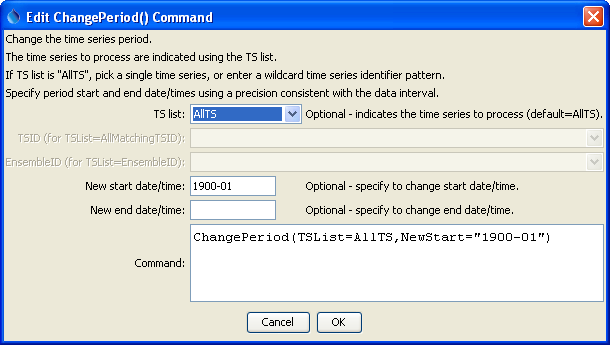 Edit ChangePeriod() Command
Change the time series period.
The time series to process are indicated using the TS list.
If TS list is "AllTS", pick a single time series, or enter a wildcard time series identifier pattern.
Specify period start and end date/times using a precision consistent with the data interval.
TS list: AllTS Optional - indicates the time series to process (default=AllTS).
TSID (for TSList=AllMatchingTSID):
EnsembleID (for TSList=EnsembleID):
New start date/time: 1900-01 Optional - specify to change start date/time.
New end date/time: Optional - specify to change end date/time.
Command: ChangePeriod(TSList=AllTS,NewStart="1900-01")
Cancel OK